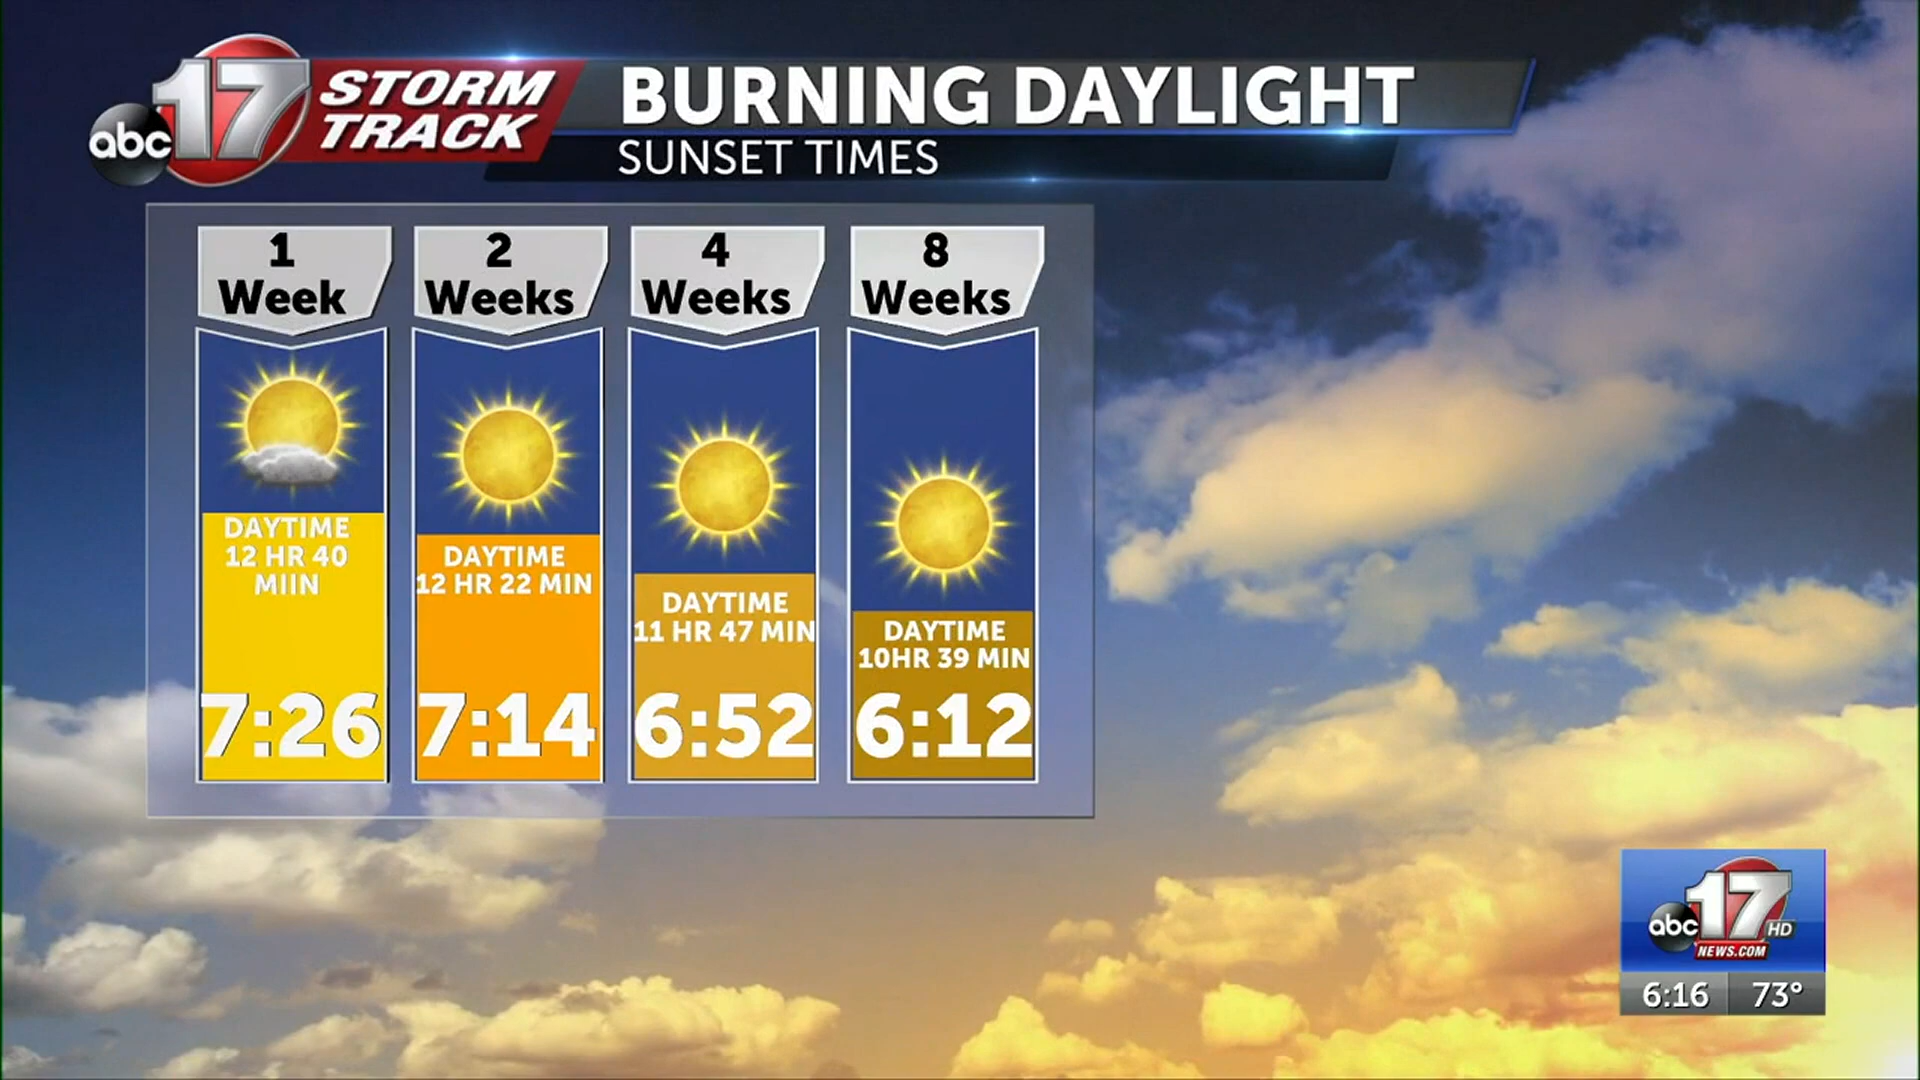 abc 17 STORM TRACK
BURNING DAYLIGHT
SUNSET TIMES
1
Week
DAYTIME
12 HR 40
MIIN
7:26
2
Weeks
DAYTIME
12 HR 22 MIN
7:14
4
Weeks
DAYTIME
11 HR 47 MIN
6:52
8
Weeks
DAYTIME
10HR 39 MIN
6:12
abc 17 HD
NEWS.COM
6:16 73°